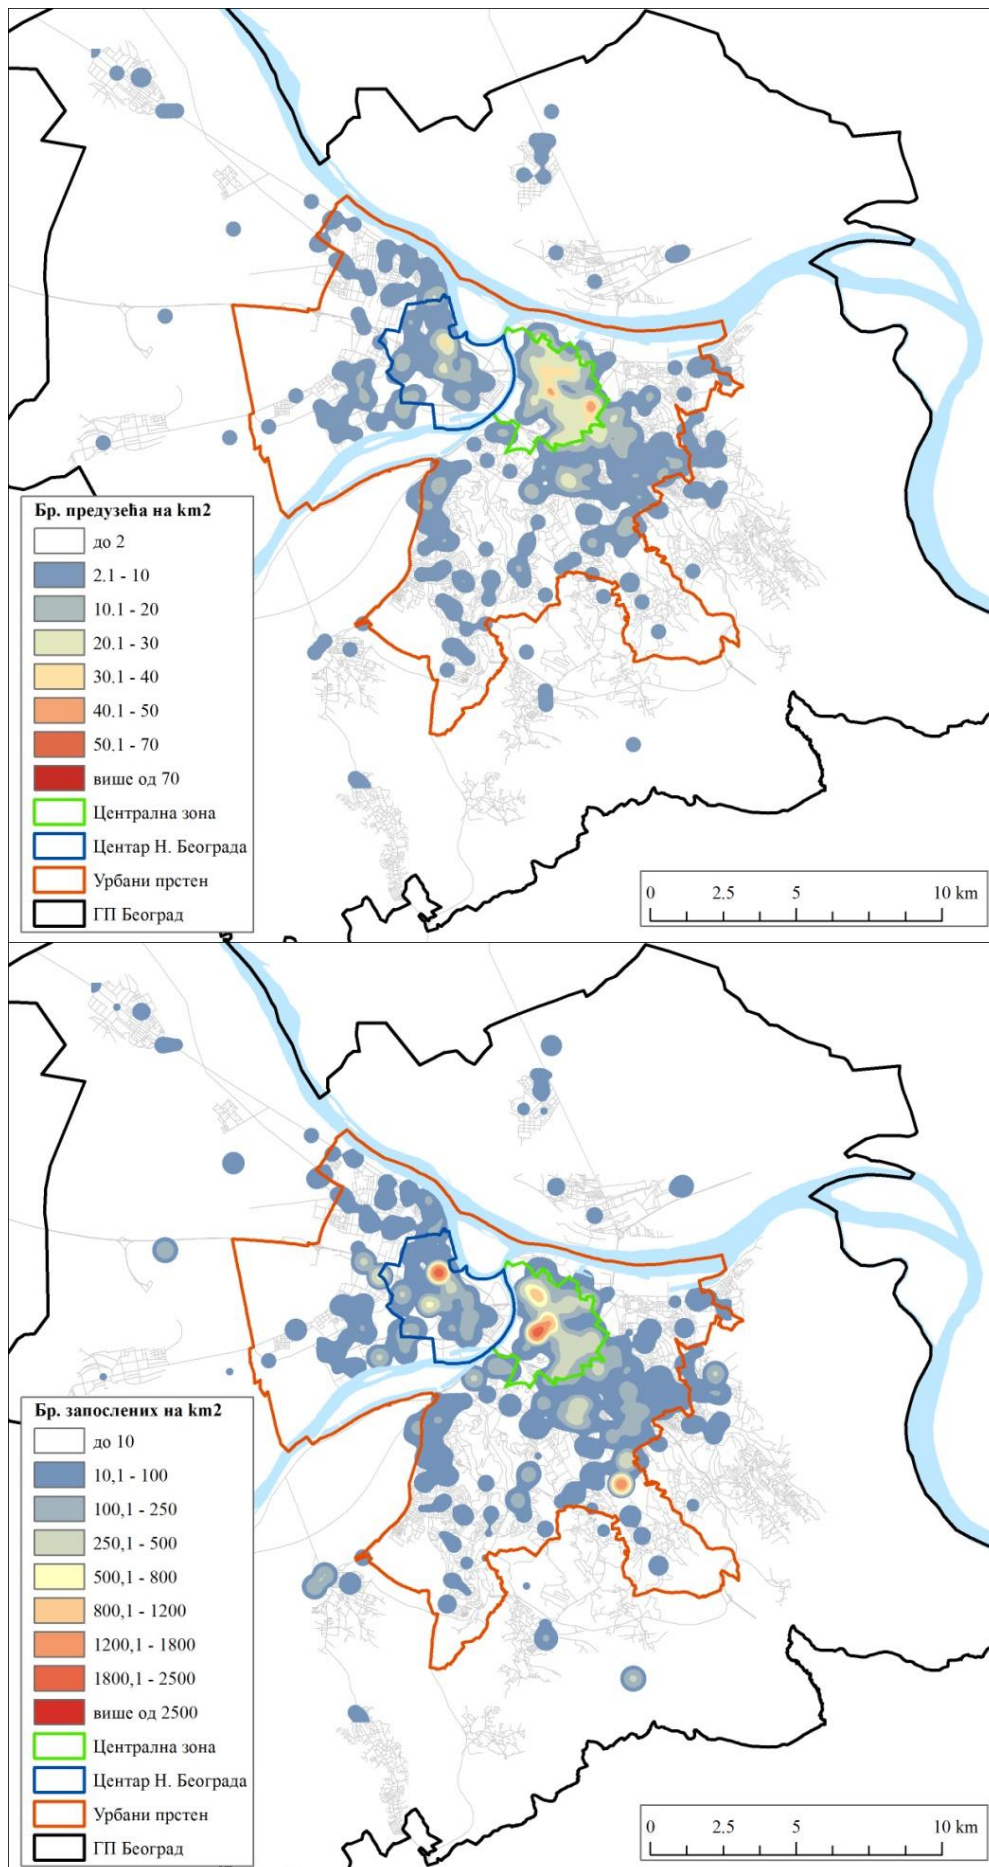 Бр. предузећа на km2
до 2
2.1 - 10
10.1 - 20
20.1 - 30
30.1 - 40
40.1 - 50
50.1 - 70
више од 70
Централна зона
Центар Н. Београда
Урбани прстен
ГП Београд
0 2.5 5 10 km
Бр. запослених на km2
до 10
10,1 - 100
100,1 - 250
250,1 - 500
500,1 - 800
800,1 - 1200
1200,1 - 1800
1800,1 - 2500
више од 2500
Централна зона
Центар Н. Београда
Урбани прстен
ГП Београд
0 2.5 5 10 km